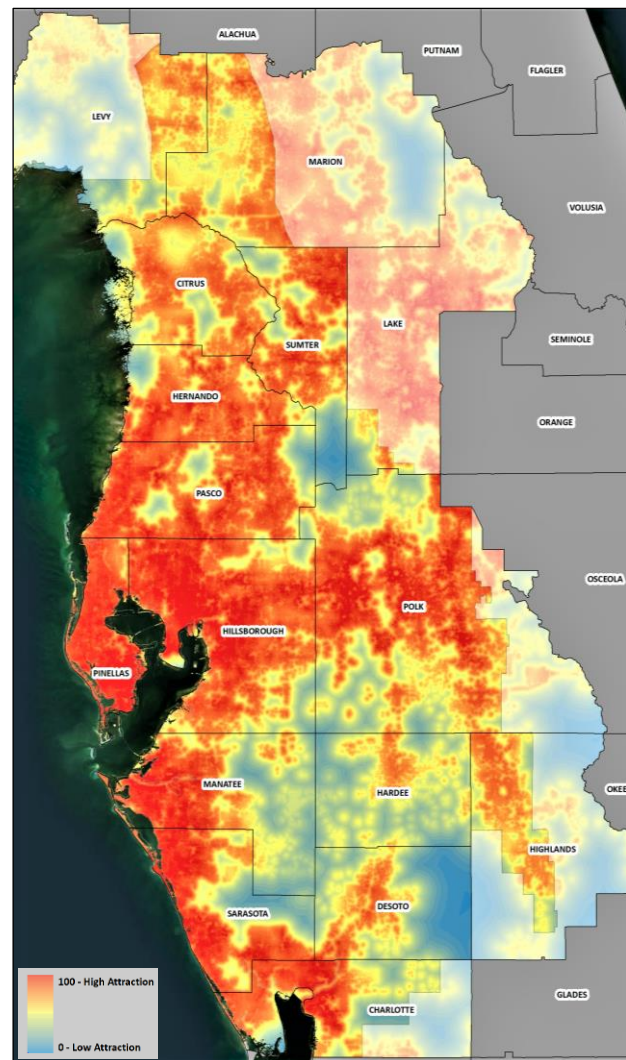 ALACHUA
PUTNAM
FLAGLER
LEVY
MARION
VOLUSIA
CITRUS
LAKE
SUMTER
SEMINOLE
HERNANDO
ORANGE
PASCO
OSCEOLA
POLK
HILLSBOROUGH
PINELLAS
MANATEE
HARDEE
OKEE
HIGHLANDS
SARASOTA
DESOTO
GLADES
CHARLOTTE
100 - High Attraction
0 - Low Attraction